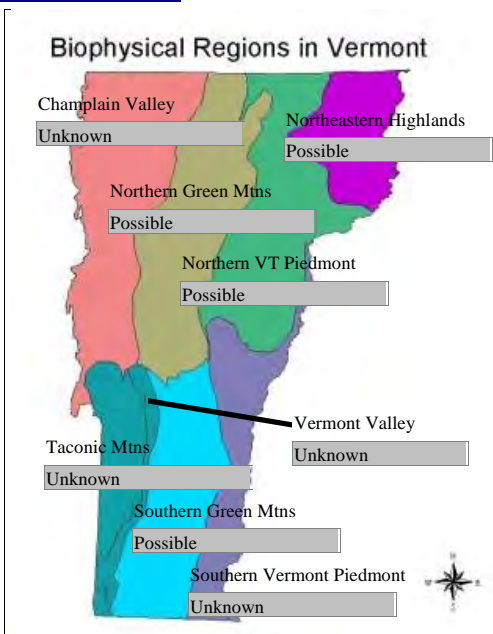 Biophysical Regions in Vermont
Champlain Valley
Unknown
Northeastern Highlands
Possible
Northern Green Mtns
Possible
Northern VT Piedmont
Possible
Vermont Valley
Unknown
Taconic Mtns
Unknown
Southern Green Mtns
Possible
Southern Vermont Piedmont
Unknown